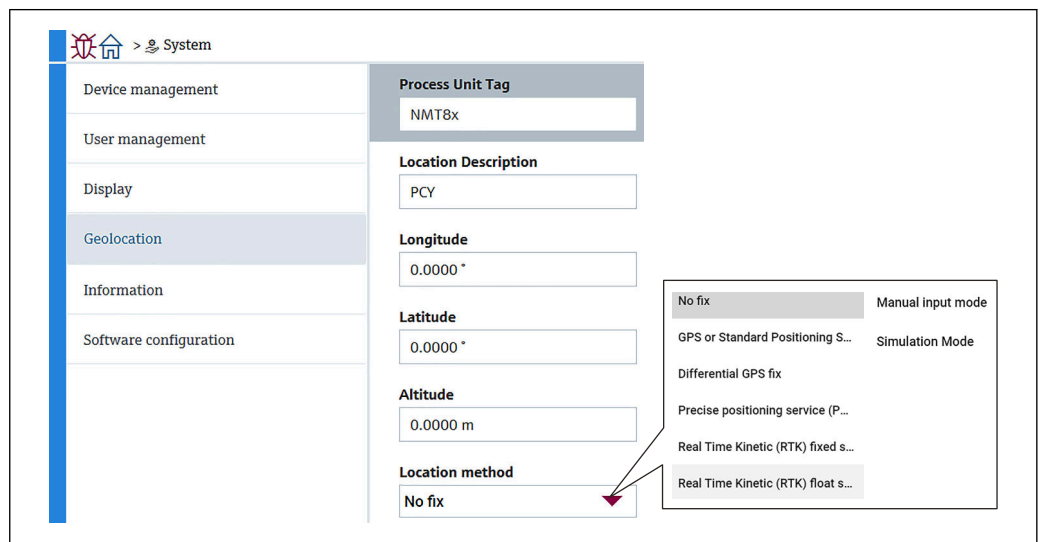 > System
Device management
User management
Display
Geolocation
Information
Software configuration
Process Unit Tag
NMT8x
Location Description
PCY
Longitude
0.0000 °
Latitude
0.0000 °
Altitude
0.0000 m
Location method
No fix
No fix
GPS or Standard Positioning S...
Differential GPS fix
Precise positioning service (P...
Real Time Kinetic (RTK) fixed s...
Real Time Kinetic (RTK) float s...
Manual input mode
Simulation Mode